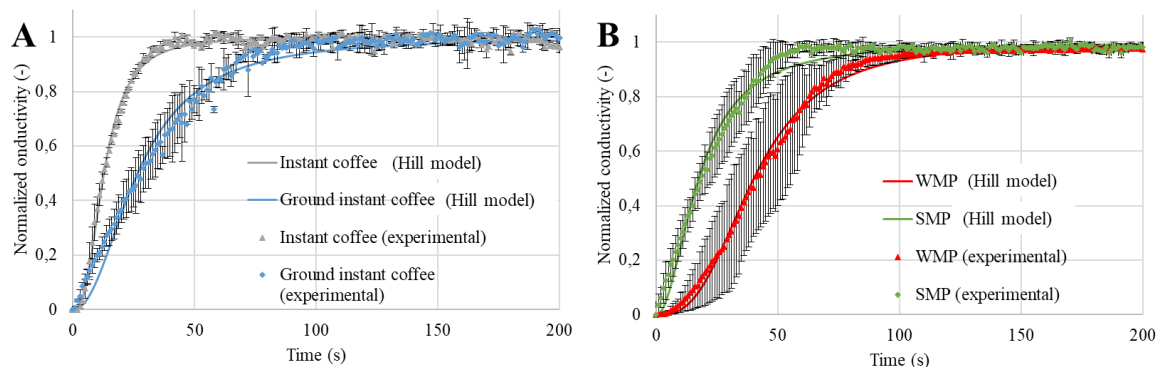 A
Normalized onductivity (-)
1
0,8
0,6
0,4
0,2
0
0
50
100
150
200
Time (s)
Instant coffee (Hill model)
Ground instant coffee (Hill model)
Instant coffee (experimental)
Ground instant coffee
(experimental)
B
Normalized conductivity (-)
1
0,8
0,6
0,4
0,2
0
0
50
100
150
200
Time (s)
WMP (Hill model)
SMP (Hill model)
WMP (experimental)
SMP (experimental)